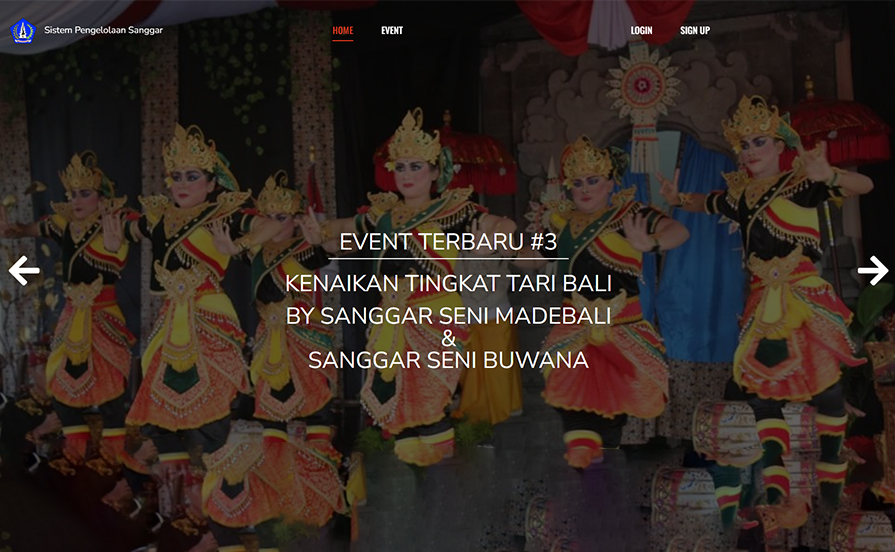 Sistem Pengelolaan Sanggar
HOME
EVENT
LOGIN
SIGN UP
EVENT TERBARU #3
KENAIKAN TINGKAT TARI BALI
BY SANGGAR SENI MADEBALI
&
SANGGAR SENI BUWANA